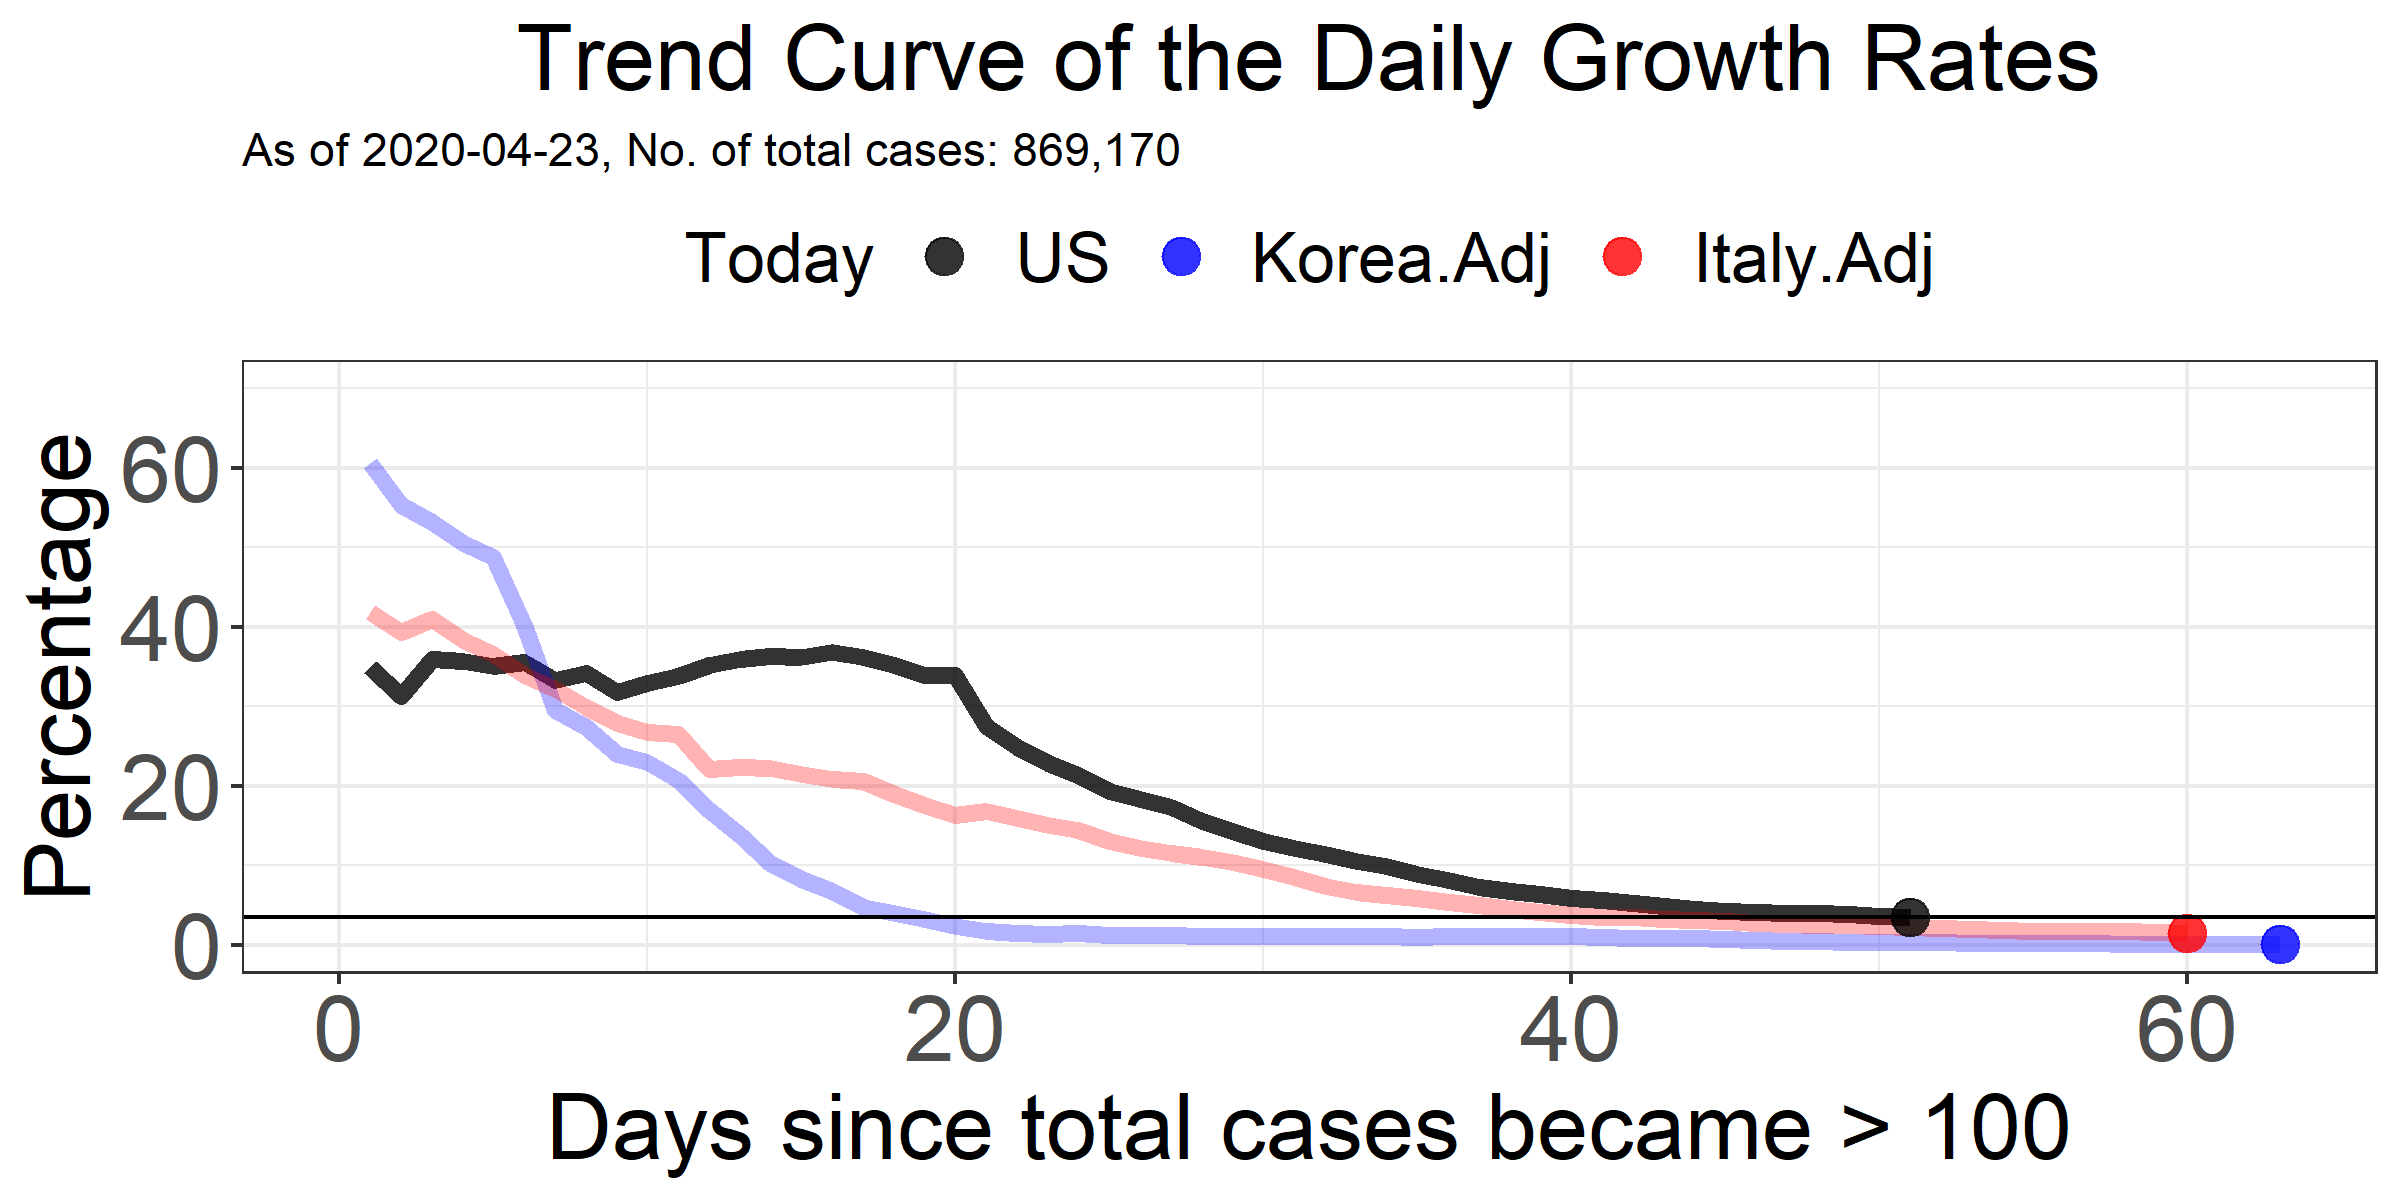 Trend Curve of the Daily Growth Rates
As of 2020-04-23, No. of total cases: 869,170
Today US Korea.Adj Italy.Adj
Percentage
60
40
20
0
0 20 40 60
Days since total cases became > 100